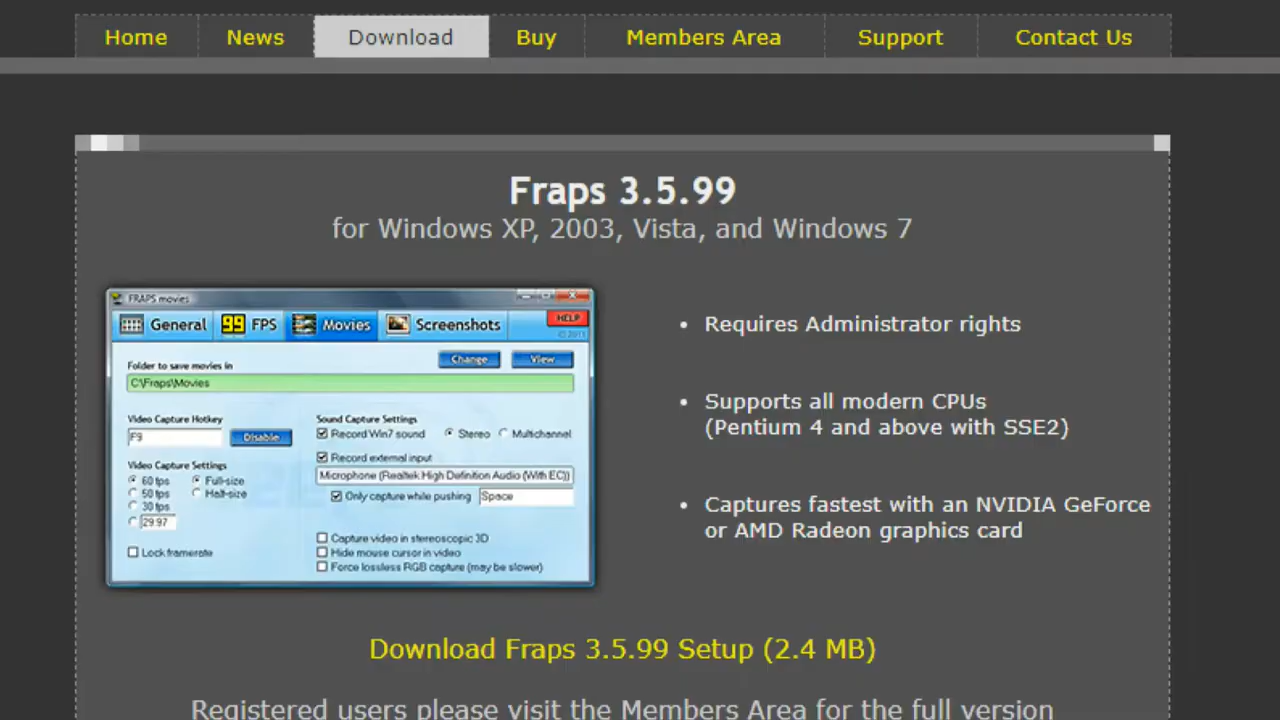 Home News Download Buy Members Area Support Contact Us
Fraps 3.5.99
for Windows XP, 2003, Vista, and Windows 7
FRAPS movies
General 99 FPS Movies Screenshots HELP
© 2011
Folder to save movies in Change View
C:\Fraps\Movies
Video Capture Hotkey
F9 Disable
Video Capture Settings
60 fps Full-size
50 fps Half-size
30 fps
29.97
Lock framerate
Sound Capture Settings
Record Win7 sound Stereo Multichannel
Record external input
Microphone (Realtek High Definition Audio (With EC))
Only capture while pushing Space
Capture video in stereoscopic 3D
Hide mouse cursor in video
Force lossless RGB capture (may be slower)
• Requires Administrator rights
• Supports all modern CPUs
(Pentium 4 and above with SSE2)
• Captures fastest with an NVIDIA GeForce
or AMD Radeon graphics card
Download Fraps 3.5.99 Setup (2.4 MB)
Registered users please visit the Members Area for the full version